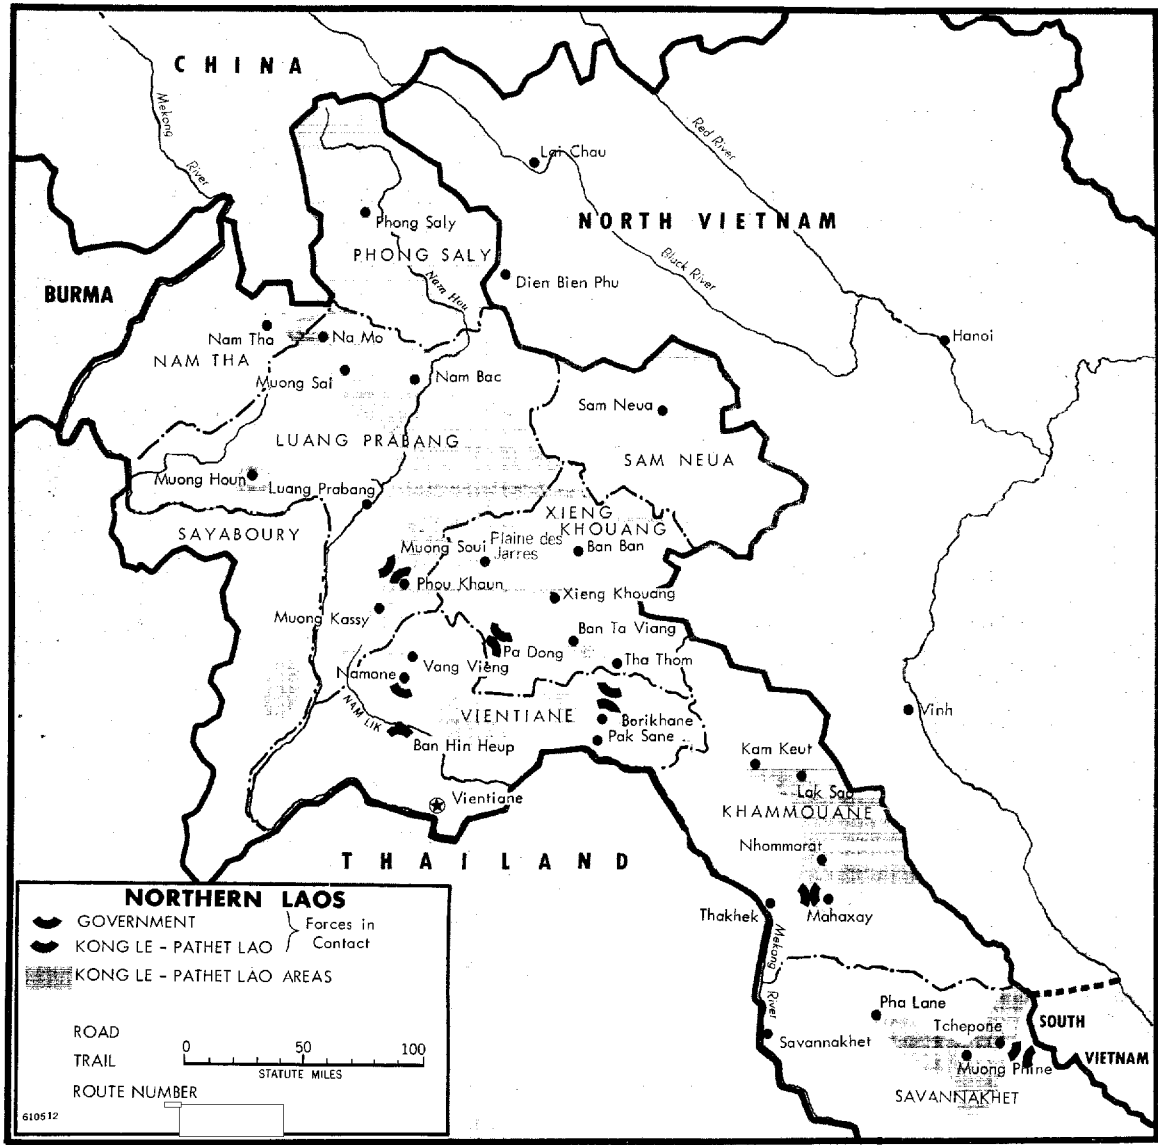 CHINA
Mekong
River
Red River
Lai Chau
Phong Saly
NORTH VIETNAM
PHONG SALY
Black River
Nam Hou
Dien Bien Phu
BURMA
Nam Tha
Na Mo
Hanoi
NAM THA
Muong Sai
Nam Bac
Sam Neua
LUANG PRABANG
SAM NEUA
Muong Houn
Luang Prabang
XIENG
KHOUANG
SAYABOURY
Muong Soui
Plaine des
Jarres
Ban Ban
Phou Khoun
Xieng Khouang
Muong Kassy
Ban Ta Viang
Pa Dong
Tha Thom
Vang Vieng
Namone
NAM LIK
VIENTIANE
Borikhane
Vinh
Pak Sane
Ban Hin Heup
Kam Keut
Lak Sao
Vientiane
KHAMMOUANE
Nhommarat
THAILAND
Thakhek
Mahaxay
Mekong
River
Pha Lane
Tchepone
SOUTH
VIETNAM
Savannakhet
Muong Phine
SAVANNAKHET
NORTHERN LAOS
GOVERNMENT
KONG LE - PATHET LAO
Forces in
Contact
KONG LE - PATHET LAO AREAS
ROAD
TRAIL
ROUTE NUMBER
0 50 100
STATUTE MILES
610512